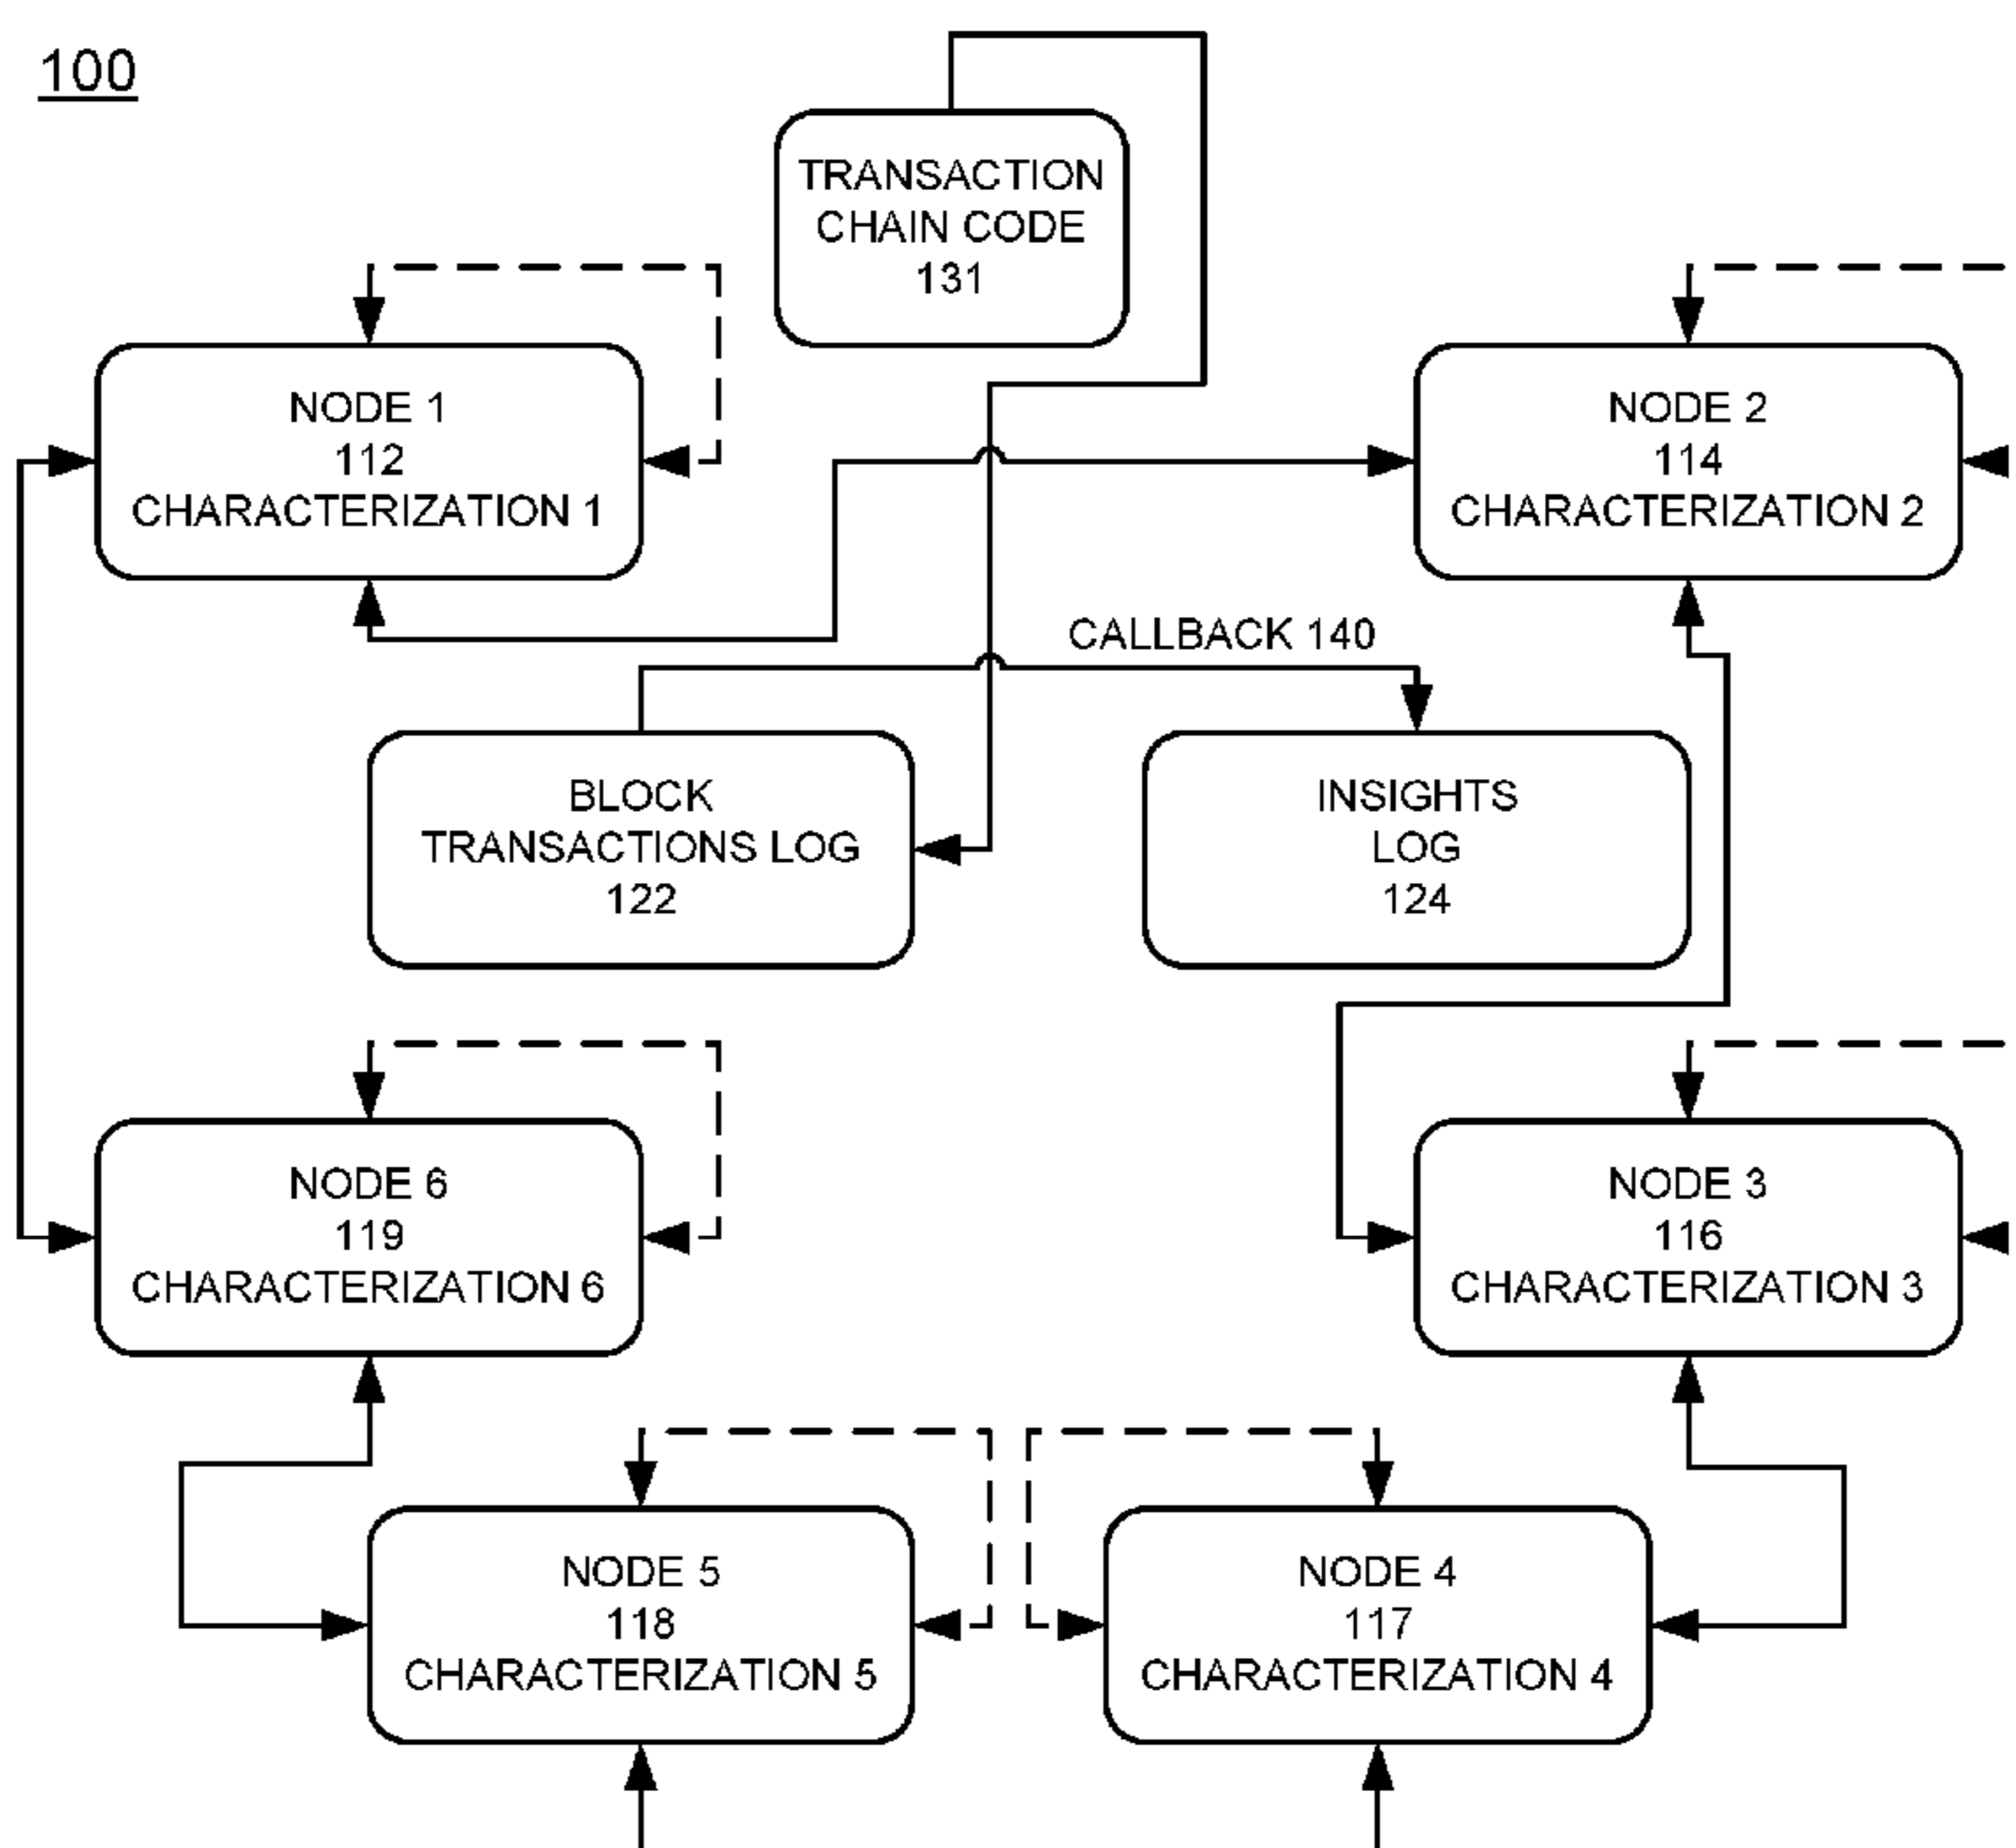 100
TRANSACTION
CHAIN CODE
131
NODE 1
112
CHARACTERIZATION 1
NODE 2
114
CHARACTERIZATION 2
CALLBACK 140
BLOCK
TRANSACTIONS LOG
122
INSIGHTS
LOG
124
NODE 6
119
CHARACTERIZATION 6
NODE 3
116
CHARACTERIZATION 3
NODE 5
118
CHARACTERIZATION 5
NODE 4
117
CHARACTERIZATION 4